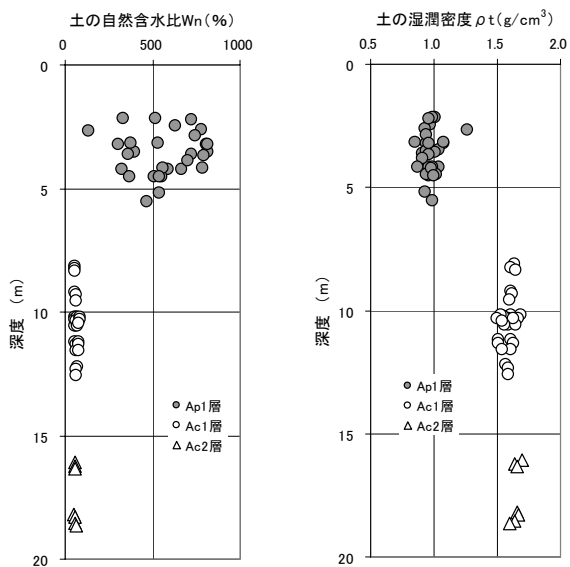 土の自然含水比Wn(%)
0 500 1000
0
5
10
15
20
深度 (m)
Ap1層
Ac1層
Ac2層
土の湿潤密度ρt(g/cm³)
0.5 1.0 1.5 2.0
0
5
10
15
20
深度 (m)
Ap1層
Ac1層
Ac2層